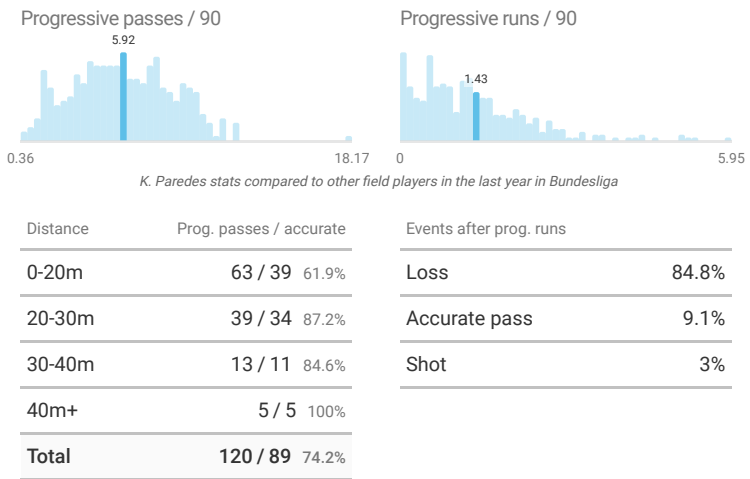 Progressive passes / 90
Progressive runs / 90
5.92
1.43
0.36
18.17
0
5.95
K. Paredes stats compared to other field players in the last year in Bundesliga
Distance Prog. passes / accurate
0-20m 63 / 39 61.9%
20-30m 39 / 34 87.2%
30-40m 13 / 11 84.6%
40m+ 5 / 5 100%
Total 120 / 89 74.2%
Events after prog. runs
Loss 84.8%
Accurate pass 9.1%
Shot 3%